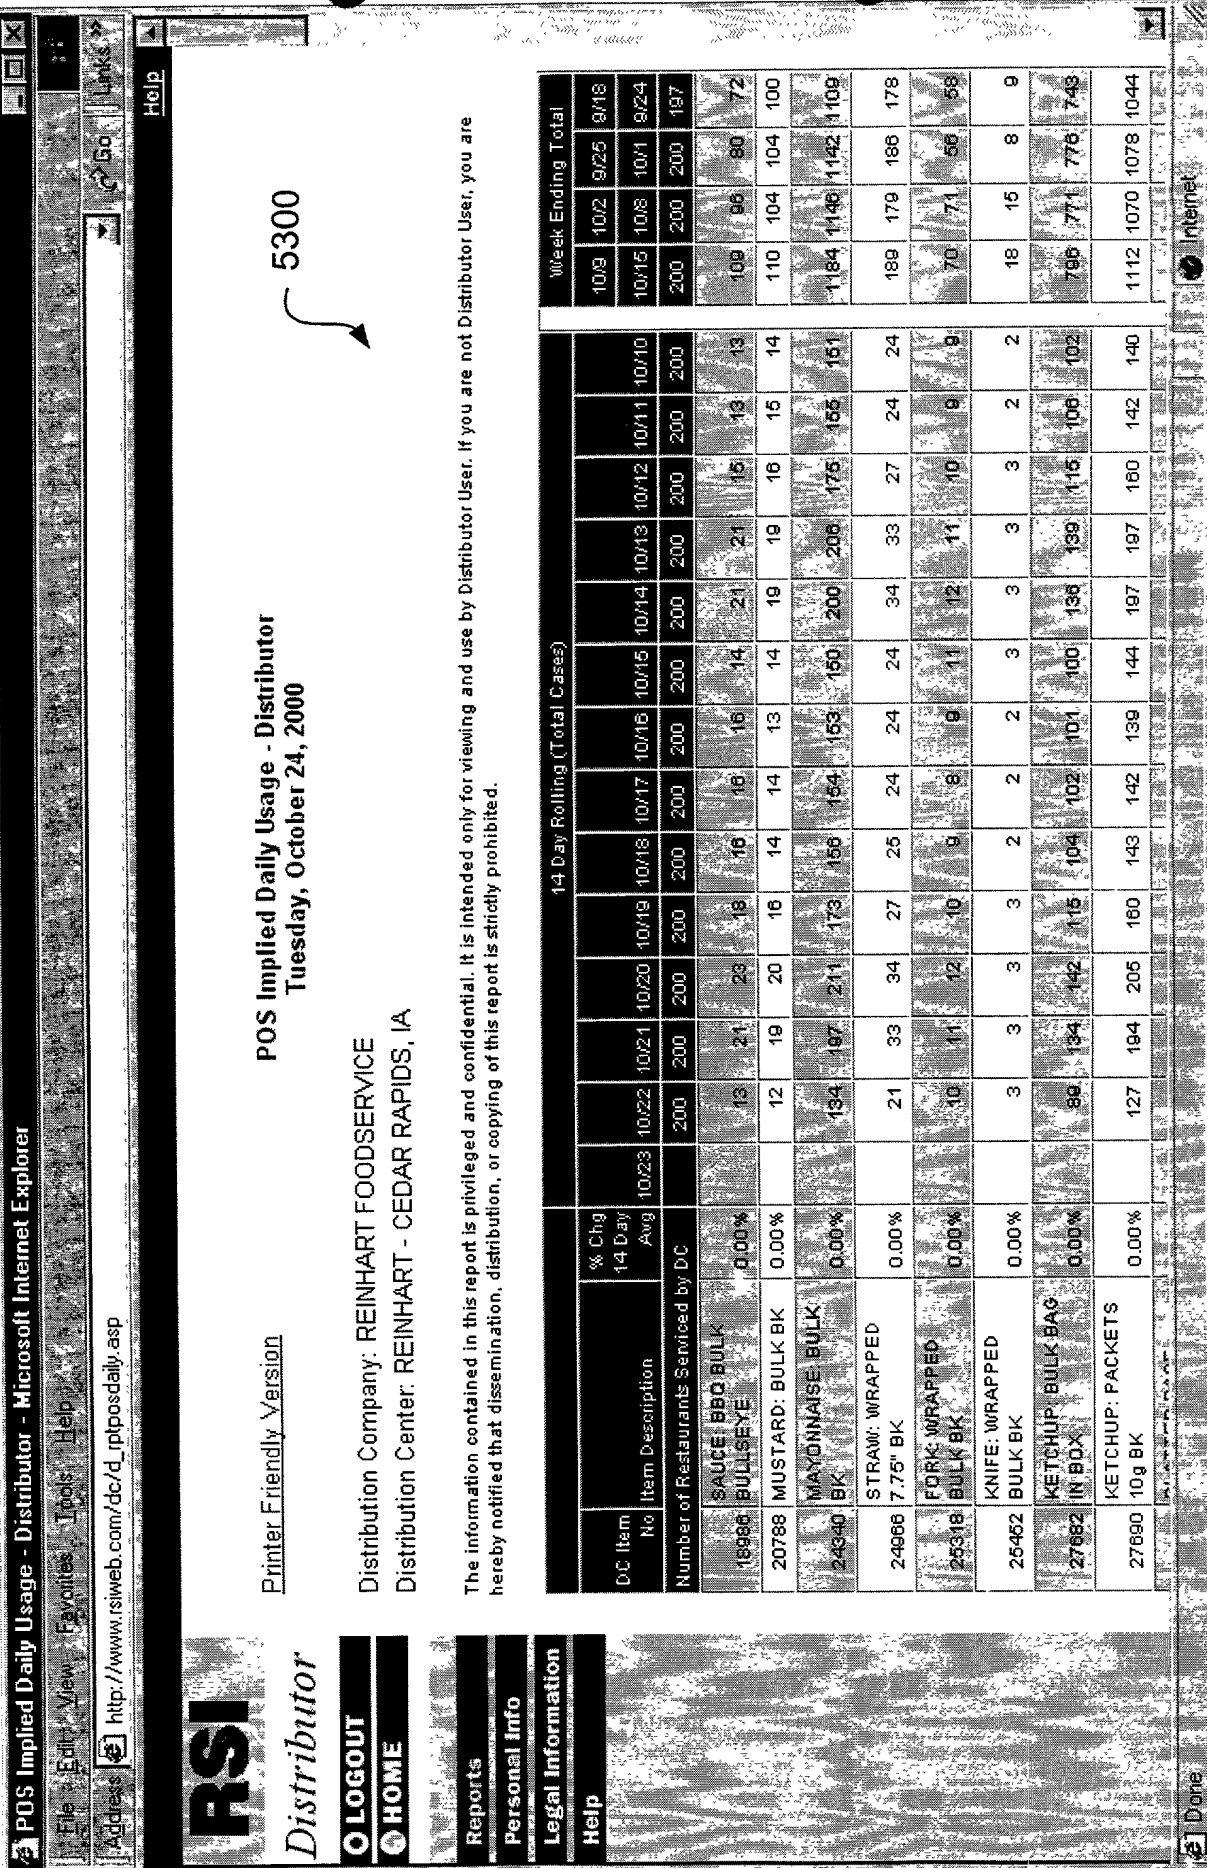 POS Implied Daily Usage - Distributor - Microsoft Internet Explorer
File Edit View Favorites Tools Help
Address http://www.rsiweb.com/dc/d_rptposdaily.asp Go Links »
Help
RSI
Distributor
LOGOUT
HOME
Reports
Personal Info
Legal Information
Help
Printer Friendly Version
POS Implied Daily Usage - Distributor
Tuesday, October 24, 2000
5300
Distribution Company: REINHART FOODSERVICE
Distribution Center: REINHART - CEDAR RAPIDS, IA
The information contained in this report is privileged and confidential. It is intended only for viewing and use by Distributor User. If you are not Distributor User, you are
hereby notified that dissemination, distribution, or copying of this report is strictly prohibited.
14 Day Rolling (Total Cases) Week Ending Total
% Chg 10/9 10/2 9/25 9/18
DC Item 14 Day
No Item Description Avg 10/23 10/22 10/21 10/20 10/19 10/18 10/17 10/16 10/15 10/14 10/13 10/12 10/11 10/10 10/15 10/8 10/1 9/24
Number of Restaurants Serviced by DC 200 200 200 200 200 200 200 200 200 200 200 200 200 200 200 200 197
SAUCE: BBQ BULK
18986 BULLSEYE 0.00% 13 21 23 18 16 16 16 14 21 21 15 13 13 109 96 80 72
20788 MUSTARD: BULK BK 0.00% 12 19 20 16 14 14 13 14 19 19 16 15 14 110 104 104 100
MAYONNAISE: BULK
24340 BK 0.00% 134 197 211 173 156 154 153 150 200 206 175 155 151 1184 1146 1142 1109
STRAW: WRAPPED
24966 7.75" BK 0.00% 21 33 34 27 25 24 24 24 34 33 27 24 24 189 179 186 178
FORK: WRAPPED
25318 BULK BK 0.00% 10 11 12 10 9 8 9 11 12 11 10 9 9 70 71 56 58
KNIFE: WRAPPED
25452 BULK BK 0.00% 3 3 3 3 2 2 2 3 3 3 3 2 2 18 15 8 9
KETCHUP: BULK BAG
27682 IN BOX 0.00% 89 134 142 115 104 102 101 100 136 139 115 106 102 796 771 776 743
KETCHUP: PACKETS
27690 10g BK 0.00% 127 194 205 160 143 142 139 144 197 197 160 142 140 1112 1070 1078 1044
Done Internet